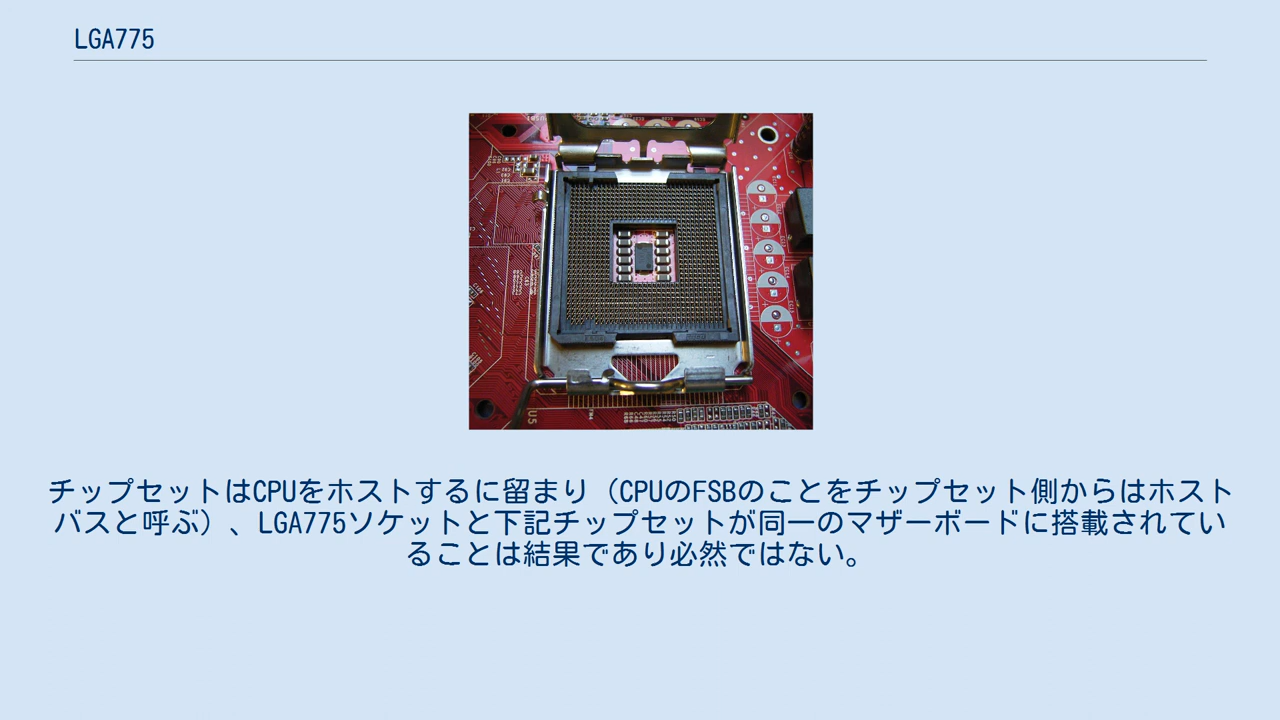 LGA775
チップセットはCPUをホストするに留まり（CPUのFSBのことをチップセット側からはホスト
バスと呼ぶ）、LGA775ソケットと下記チップセットが同一のマザーボードに搭載されてい
ることは結果であり必然ではない。